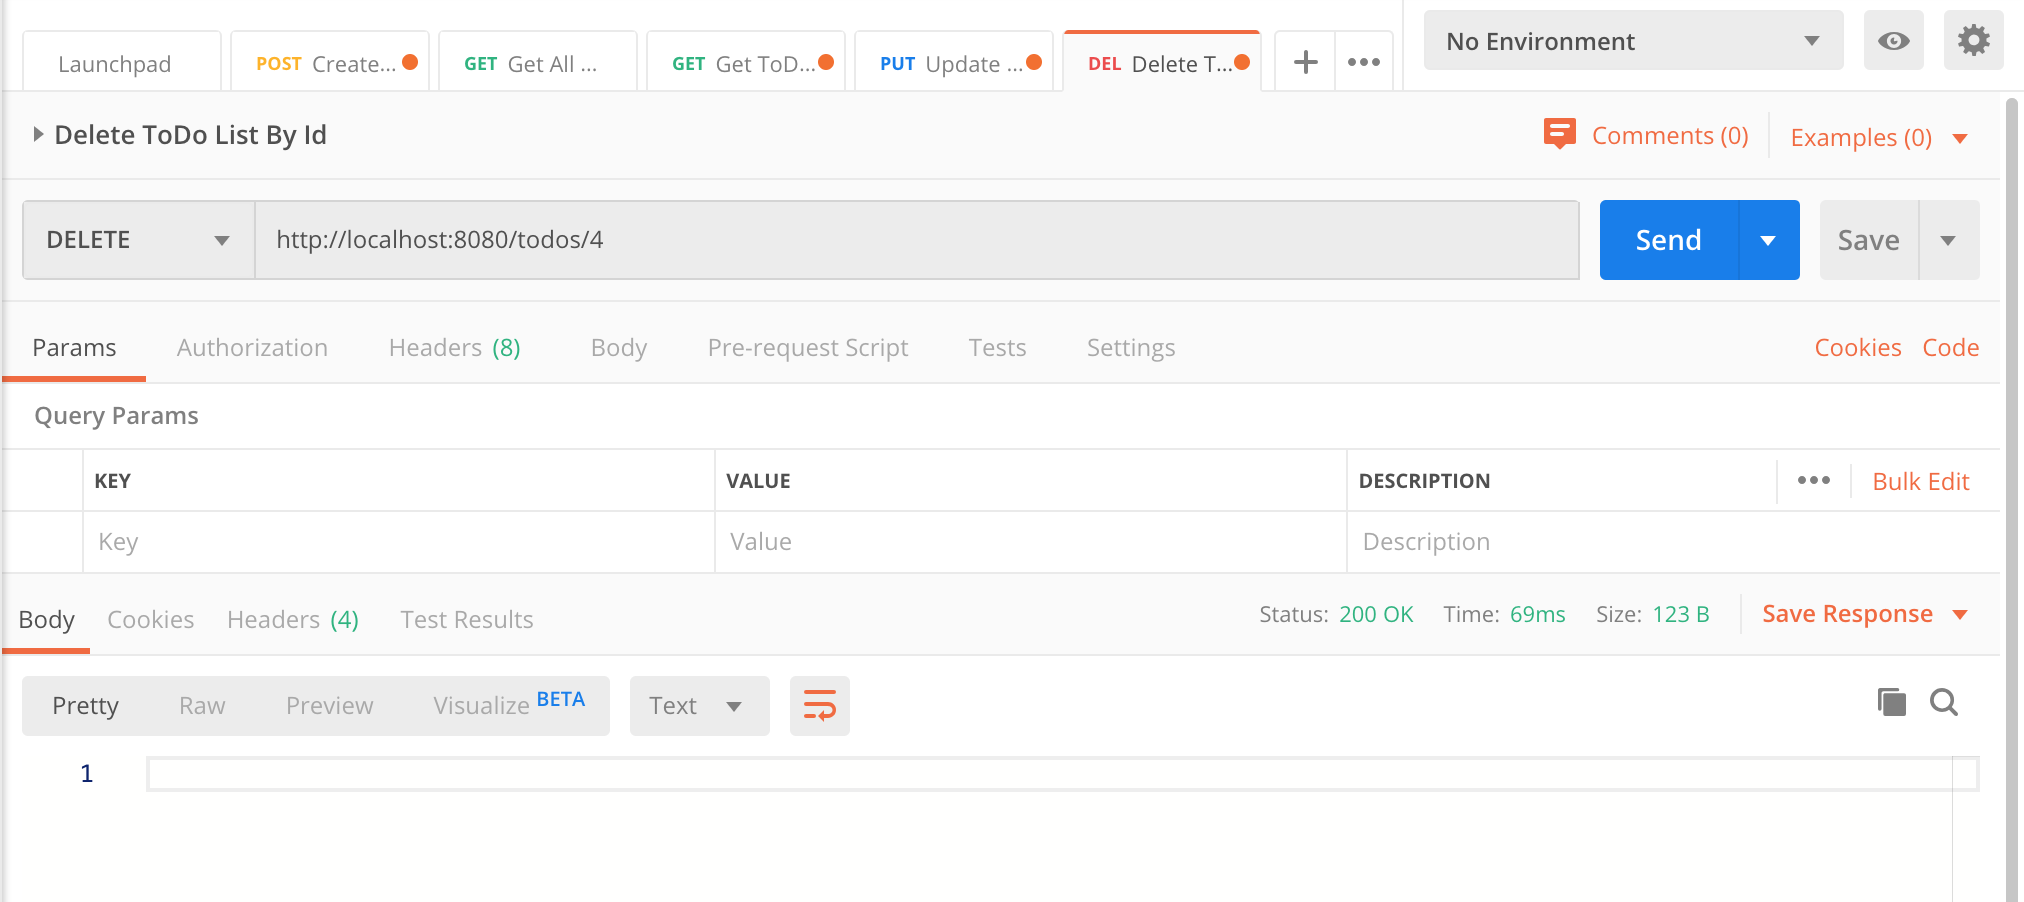 Launchpad POST Create... GET Get All ... GET Get ToD... PUT Update ... DEL Delete T... No Environment
Delete ToDo List By Id Comments (0) Examples (0)
DELETE http://localhost:8080/todos/4 Send Save
Params Authorization Headers (8) Body Pre-request Script Tests Settings Cookies Code
Query Params
KEY VALUE DESCRIPTION Bulk Edit
Key Value Description
Body Cookies Headers (4) Test Results Status: 200 OK Time: 69ms Size: 123 B Save Response
Pretty Raw Preview Visualize BETA Text
1